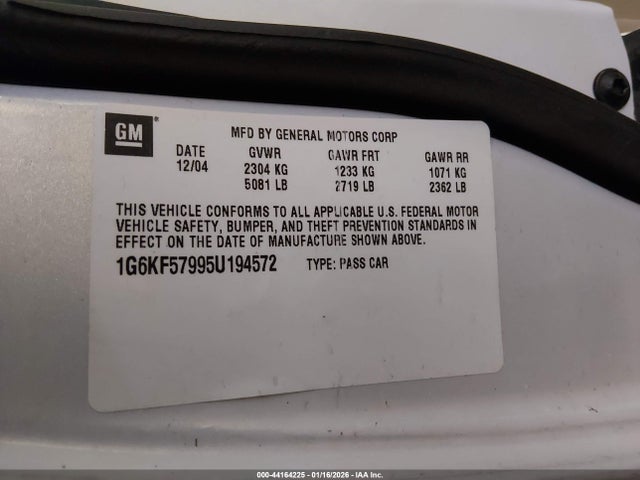 GM
MFD BY GENERAL MOTORS CORP
DATE GVWR GAWR FRT GAWR RR
12/04 2304 KG 1233 KG 1071 KG
5081 LB 2719 LB 2362 LB
THIS VEHICLE CONFORMS TO ALL APPLICABLE U.S. FEDERAL MOTOR
VEHICLE SAFETY, BUMPER, AND THEFT PREVENTION STANDARDS IN
EFFECT ON THE DATE OF MANUFACTURE SHOWN ABOVE.
1G6KF57995U194572 TYPE: PASS CAR
000-44164225 - 01/16/2026 - IAA Inc.